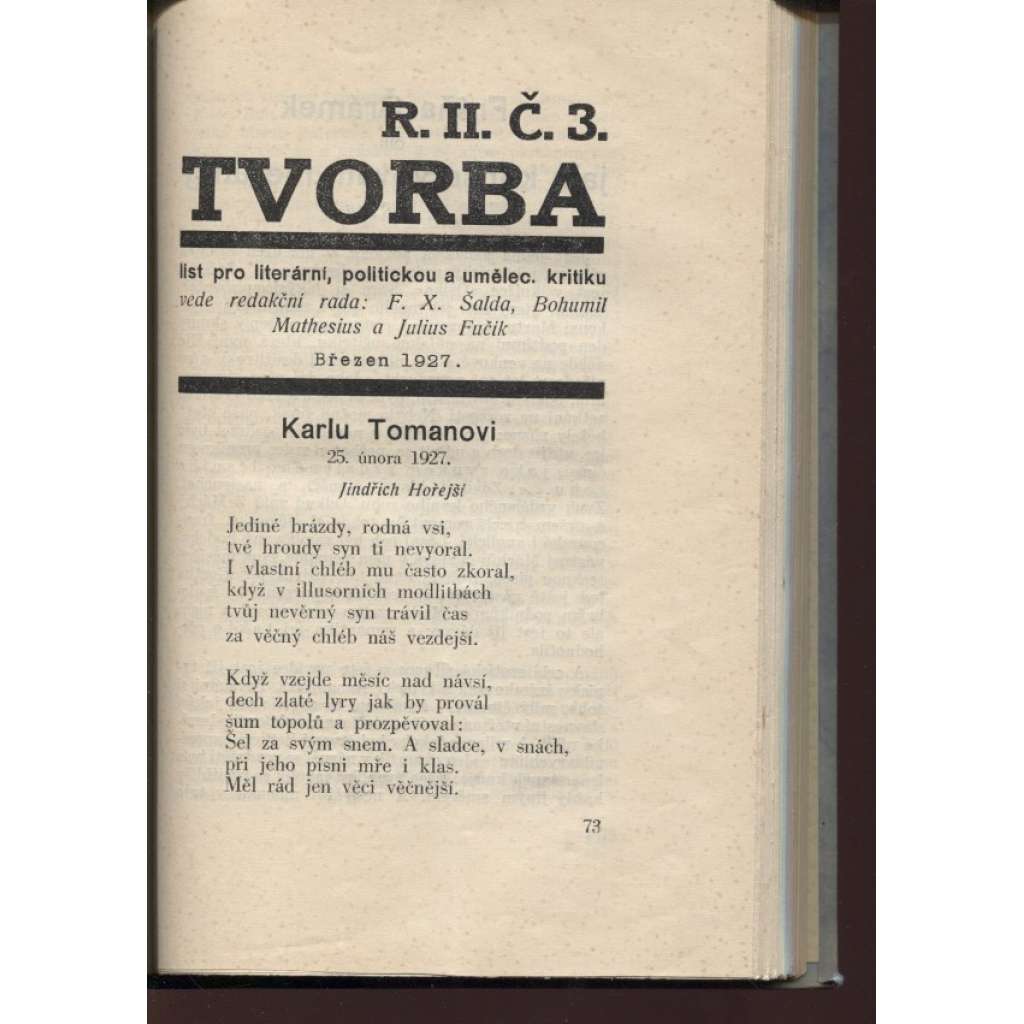 R. II. Č. 3.
TVORBA
list pro literární, politickou a umělec. kritiku
vede redakční rada: F. X. Šalda, Bohumil
Mathesius a Julius Fučík
Březen 1927.
Karlu Tomanovi
25. února 1927.
Jindřich Hořejší
Jediné brázdy, rodná vsi,
tvé hroudy syn ti nevyoral.
I vlastní chléb mu často zkoral,
když v illusorních modlitbách
tvůj nevěrný syn trávil čas
za věčný chléb náš vezdejší.
Když vzejde měsíc nad návsí,
dech zlaté lyry jak by provál
šum topolů a prozpěvoval:
Šel za svým snem. A sladce, v snách,
při jeho písni mře i klas.
Měl rád jen věci věčnější.
73